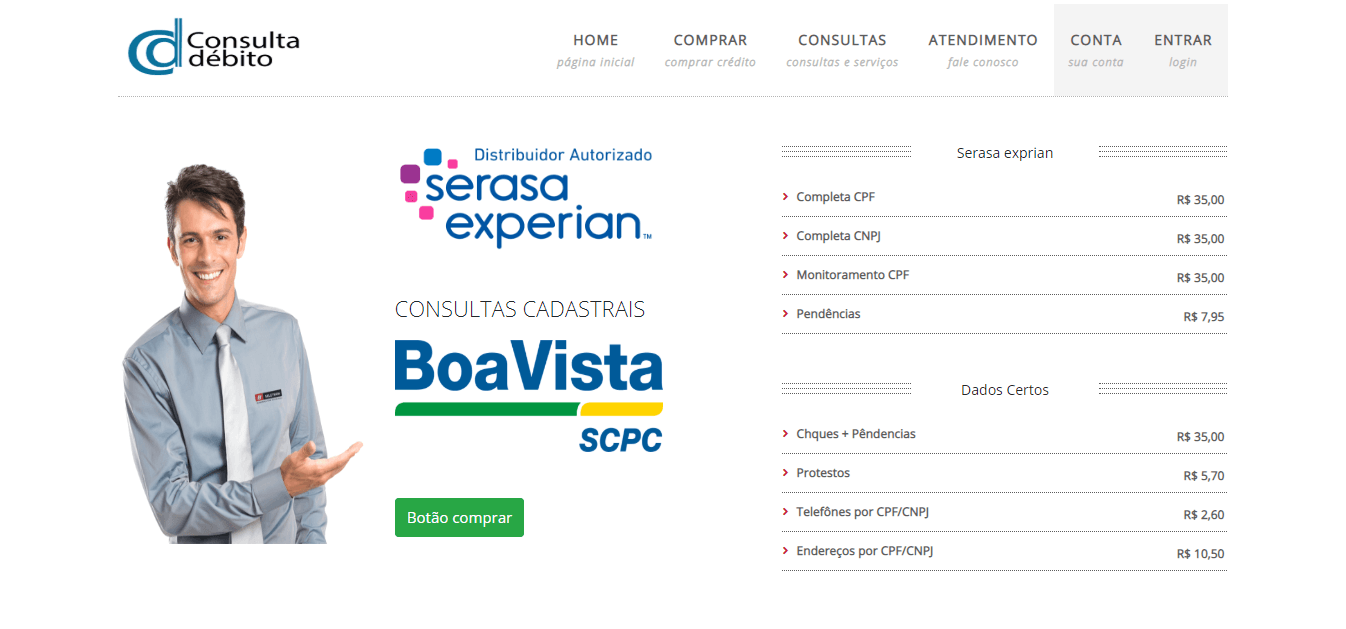 Consulta
débito
HOME
página inicial
COMPRAR
comprar crédito
CONSULTAS
consultas e serviços
ATENDIMENTO
fale conosco
CONTA
sua conta
ENTRAR
login
Distribuidor Autorizado
serasa
experian™
CONSULTAS CADASTRAIS
BoaVista
SCPC
Botão comprar
Serasa exprian
Completa CPF R$ 35,00
Completa CNPJ R$ 35,00
Monitoramento CPF R$ 35,00
Pendências R$ 7,95
Dados Certos
Chques + Pêndencias R$ 35,00
Protestos R$ 5,70
Telefônes por CPF/CNPJ R$ 2,60
Endereços por CPF/CNPJ R$ 10,50